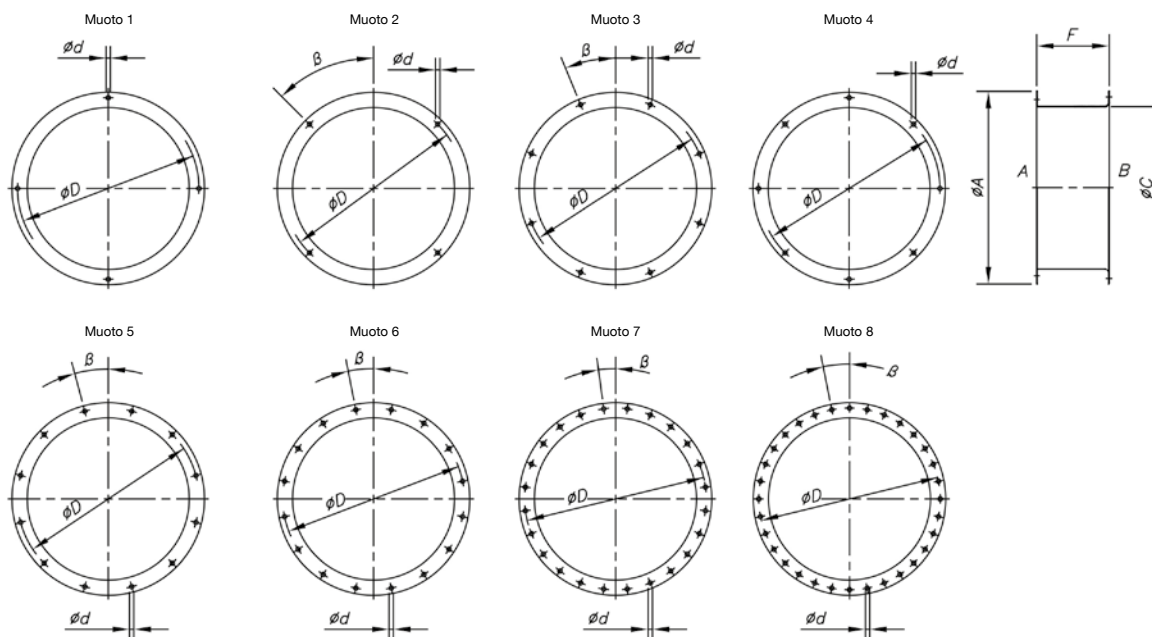 Muoto 1
Ød
ØD
Muoto 2
β
Ød
ØD
Muoto 3
β
Ød
ØD
Muoto 4
Ød
ØD
F
ØA
A
B
ØC
Muoto 5
β
ØD
Ød
Muoto 6
β
ØD
Ød
Muoto 7
β
ØD
Ød
Muoto 8
β
ØD
Ød